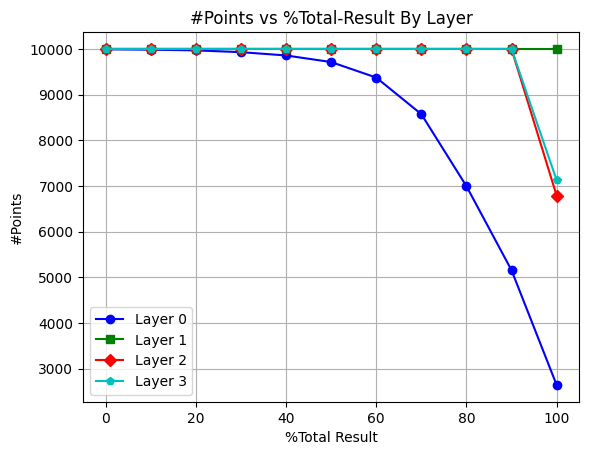 #Points vs %Total-Result By Layer
#Points
10000
9000
8000
7000
6000
5000
4000
3000
Layer 0
Layer 1
Layer 2
Layer 3
0
20
40
60
80
100
%Total Result